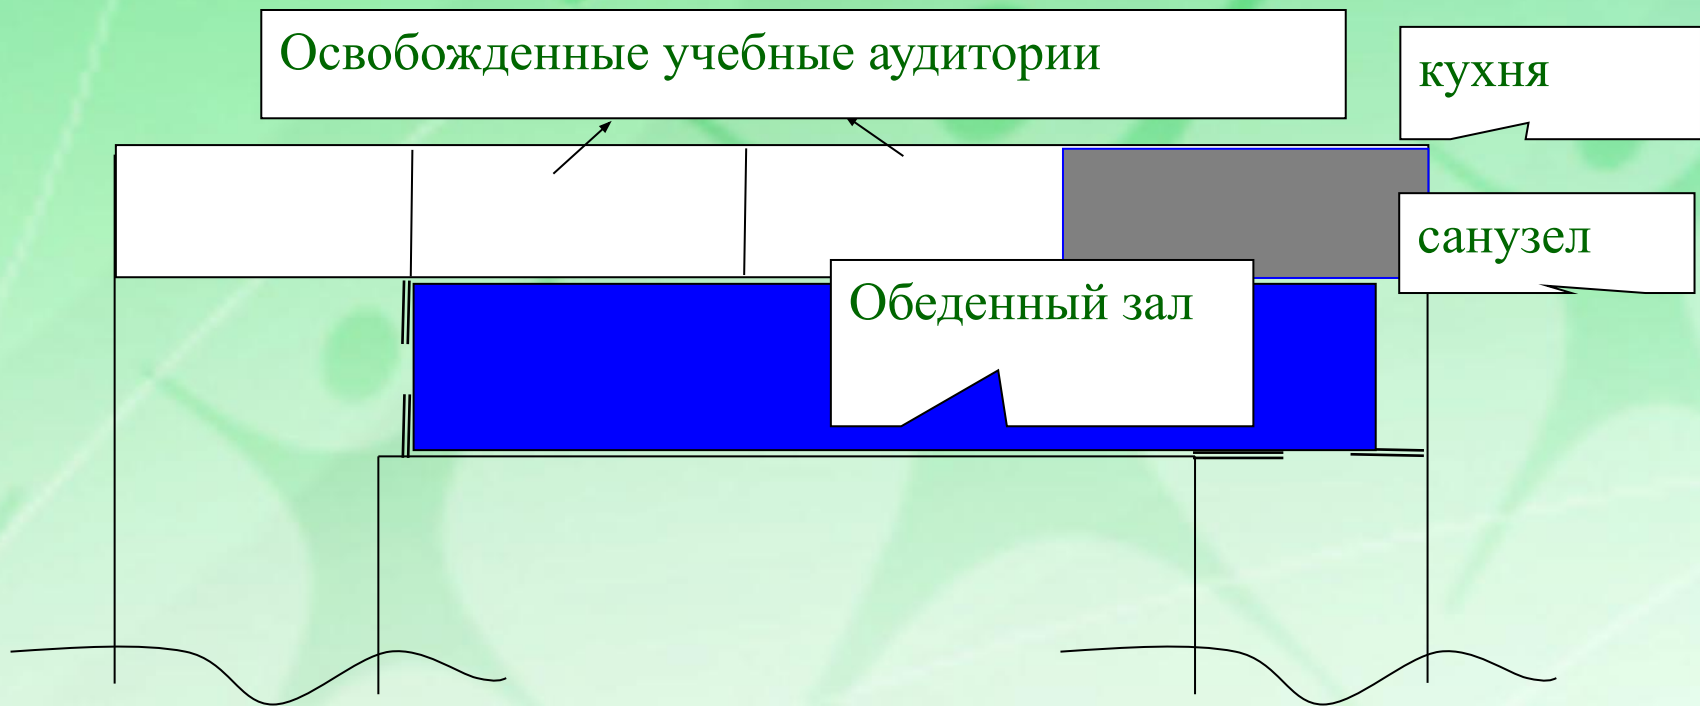 Освобожденные учебные аудитории
кухня
санузел
Обеденный зал